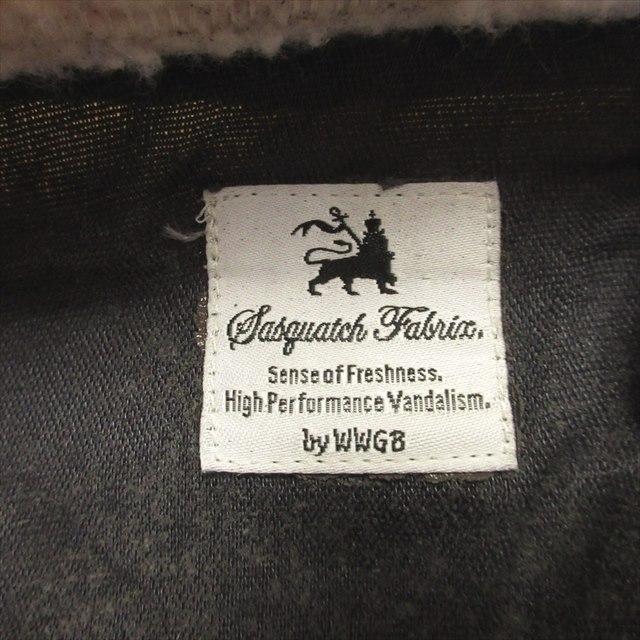 Sasquatch Fabrix.
Sense of Freshness.
High Performance Vandalism.
by WWGB